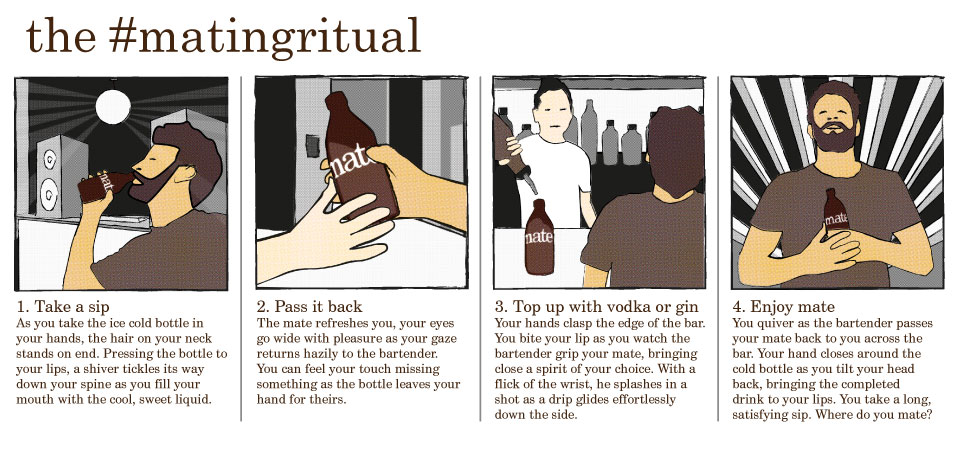 the #matingritual
mate
1. Take a sip
As you take the ice cold bottle in
your hands, the hair on your neck
stands on end. Pressing the bottle to
your lips, a shiver tickles its way
down your spine as you fill your
mouth with the cool, sweet liquid.
mate
2. Pass it back
The mate refreshes you, your eyes
go wide with pleasure as your gaze
returns hazily to the bartender.
You can feel your touch missing
something as the bottle leaves your
hand for theirs.
mate
3. Top up with vodka or gin
Your hands clasp the edge of the bar.
You bite your lip as you watch the
bartender grip your mate, bringing
close a spirit of your choice. With a
flick of the wrist, he splashes in a
shot as a drip glides effortlessly
down the side.
mate
4. Enjoy mate
You quiver as the bartender passes
your mate back to you across the
bar. Your hand closes around the
cold bottle as you tilt your head
back, bringing the completed
drink to your lips. You take a long,
satisfying sip. Where do you mate?